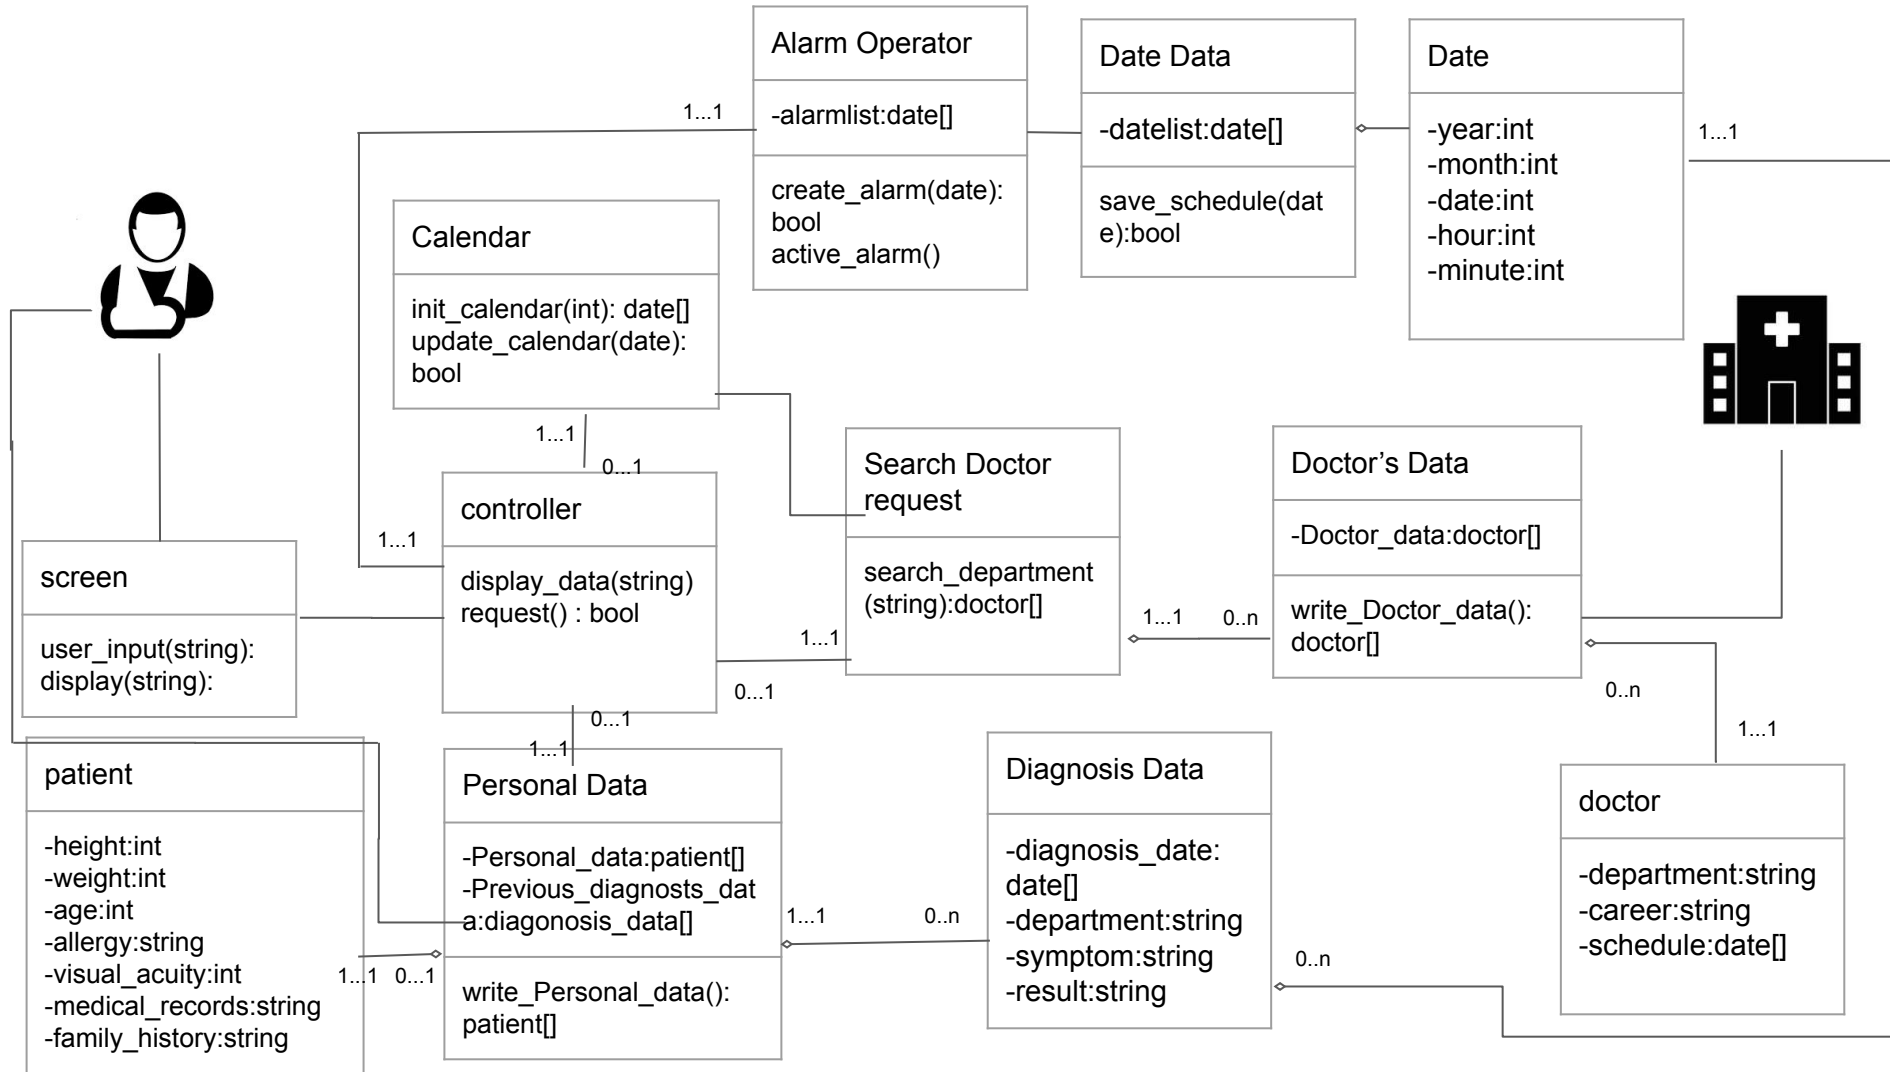 Alarm Operator
-alarmlist:date[]
create_alarm(date):
bool
active_alarm()
Date Data
-datelist:date[]
save_schedule(dat
e):bool
Date
-year:int
-month:int
-date:int
-hour:int
-minute:int
1...1
1...1
Calendar
init_calendar(int): date[]
update_calendar(date):
bool
1...1
0...1
1...1
controller
display_data(string)
request() : bool
screen
user_input(string):
display(string):
Search Doctor
request
search_department
(string):doctor[]
1...1
0...1
1...1
0..n
Doctor's Data
-Doctor_data:doctor[]
write_Doctor_data():
doctor[]
0..n
1...1
0...1
1...1
patient
-height:int
-weight:int
-age:int
-allergy:string
-visual_acuity:int
-medical_records:string
-family_history:string
1...1
0...1
Personal Data
-Personal_data:patient[]
-Previous_diagnosts_dat
a:diagonosis_data[]
write_Personal_data():
patient[]
1...1
0..n
Diagnosis Data
-diagnosis_date:
date[]
-department:string
-symptom:string
-result:string
0..n
doctor
-department:string
-career:string
-schedule:date[]